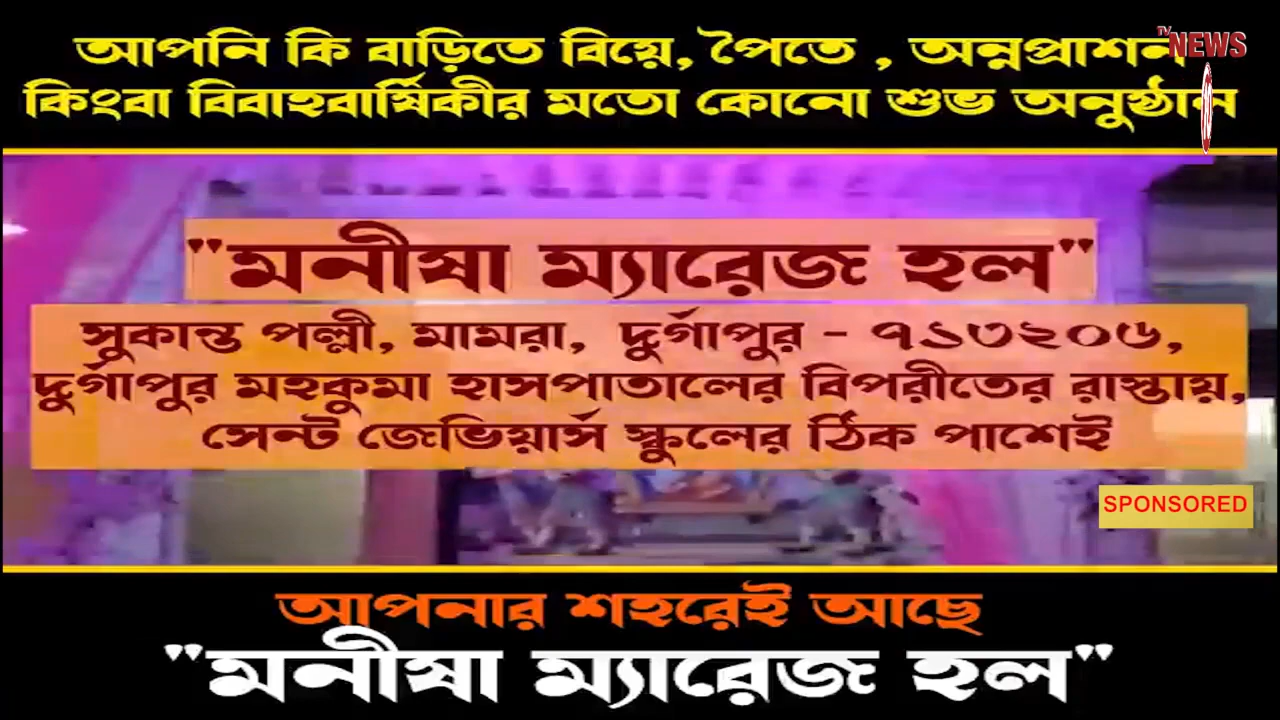 আপনি কি বাড়িতে বিয়ে, পৈতে , অন্নপ্রাশন
NEWS
কিংবা বিবাহবার্ষিকীর মতো কোনো শুভ অনুষ্ঠান
"মনীষা ম্যারেজ হল"
সুকান্ত পল্লী, মামরা, দুর্গাপুর - ৭১৩২০৬,
দুর্গাপুর মহকুমা হাসপাতালের বিপরীতের রাস্তায়,
সেন্ট জেভিয়ার্স স্কুলের ঠিক পাশেই
SPONSORED
আপনার শহরেই আছে
"মনীষা ম্যারেজ হল"